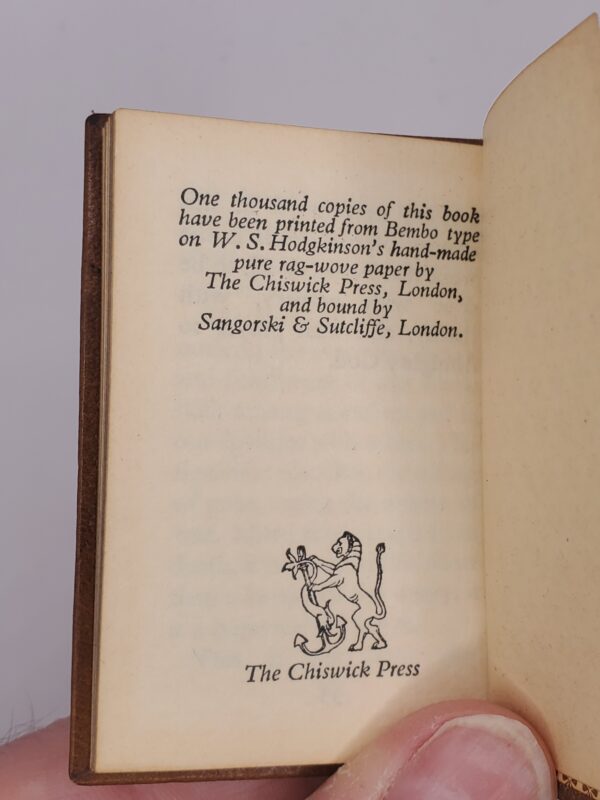 One thousand copies of this book
have been printed from Bembo type
on W. S. Hodgkinson's hand-made
pure rag-wove paper by
The Chiswick Press, London,
and bound by
Sangorski & Sutcliffe, London.
The Chiswick Press